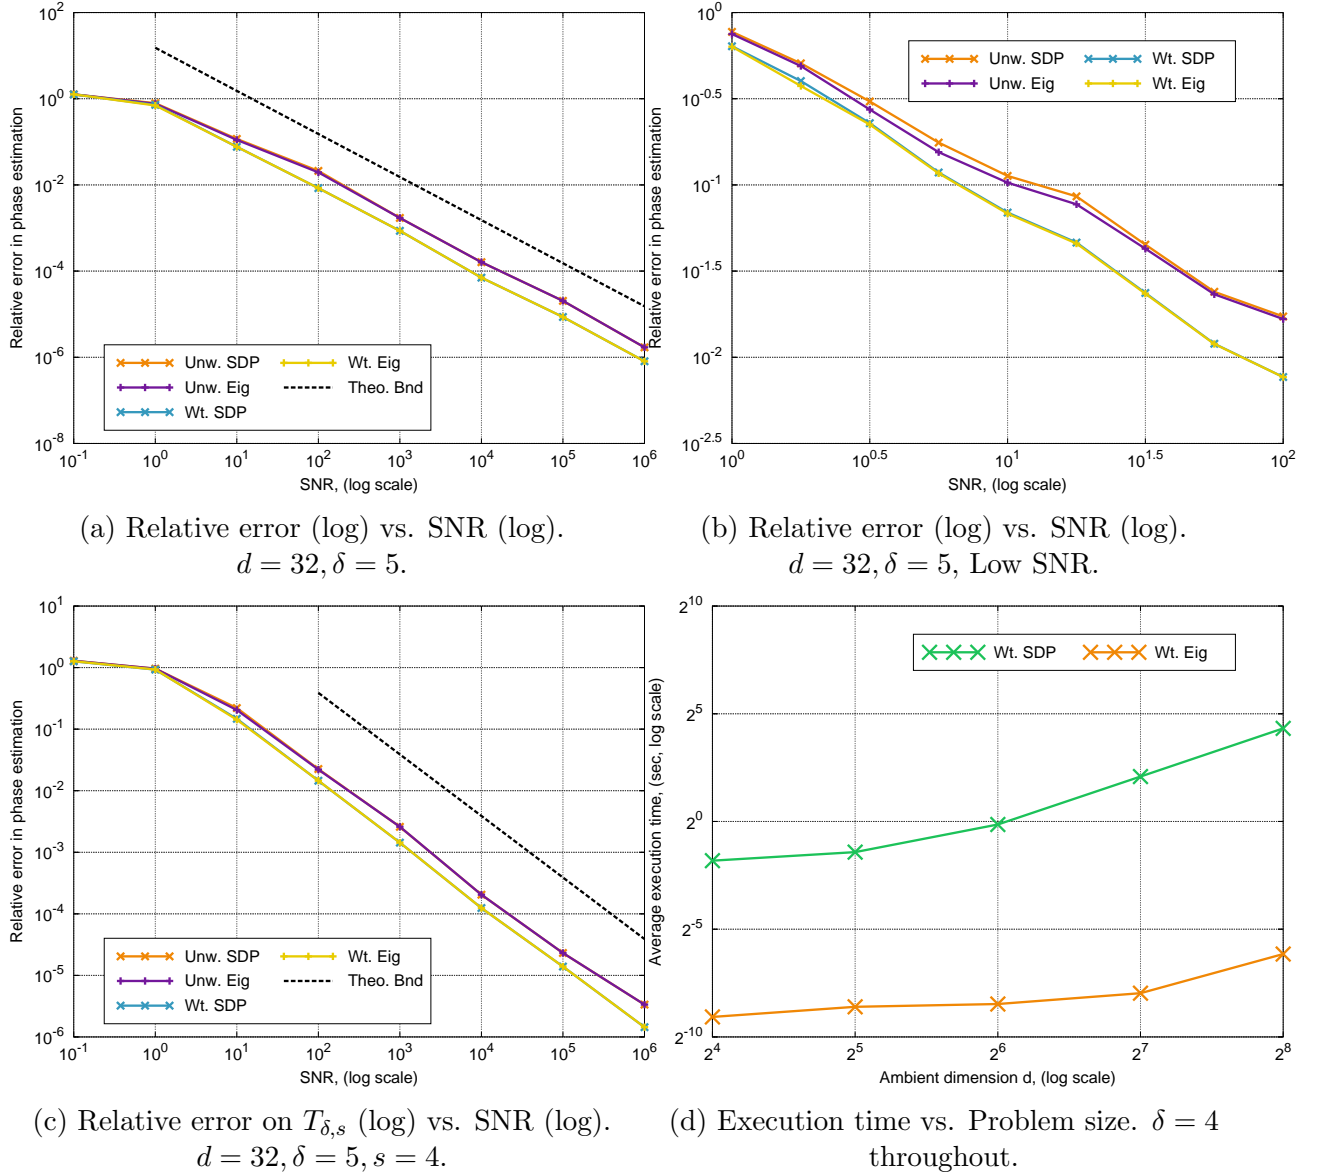 10^2
10^0
10^-2
10^-4
10^-6
10^-8
Relative error in phase estimation
Unw. SDP
Unw. Eig
Wt. SDP
Wt. Eig
Theo. Bnd
10^-1 10^0 10^1 10^2 10^3 10^4 10^5 10^6
SNR, (log scale)
(a) Relative error (log) vs. SNR (log).
d = 32, δ = 5.
10^0
10^-0.5
10^-1
10^-1.5
10^-2
10^-2.5
Relative error in phase estimation
Unw. SDP
Unw. Eig
Wt. SDP
Wt. Eig
10^0 10^0.5 10^1 10^1.5 10^2
SNR, (log scale)
(b) Relative error (log) vs. SNR (log).
d = 32, δ = 5, Low SNR.
10^1
10^0
10^-1
10^-2
10^-3
10^-4
10^-5
10^-6
Relative error in phase estimation
Unw. SDP
Unw. Eig
Wt. SDP
Wt. Eig
Theo. Bnd
10^-1 10^0 10^1 10^2 10^3 10^4 10^5 10^6
SNR, (log scale)
(c) Relative error on T_δ,s (log) vs. SNR (log).
d = 32, δ = 5, s = 4.
2^10
2^5
2^0
2^-5
2^-10
Average execution time, (sec, log scale)
Wt. SDP
Wt. Eig
2^4 2^5 2^6 2^7 2^8
Ambient dimension d, (log scale)
(d) Execution time vs. Problem size. δ = 4
throughout.